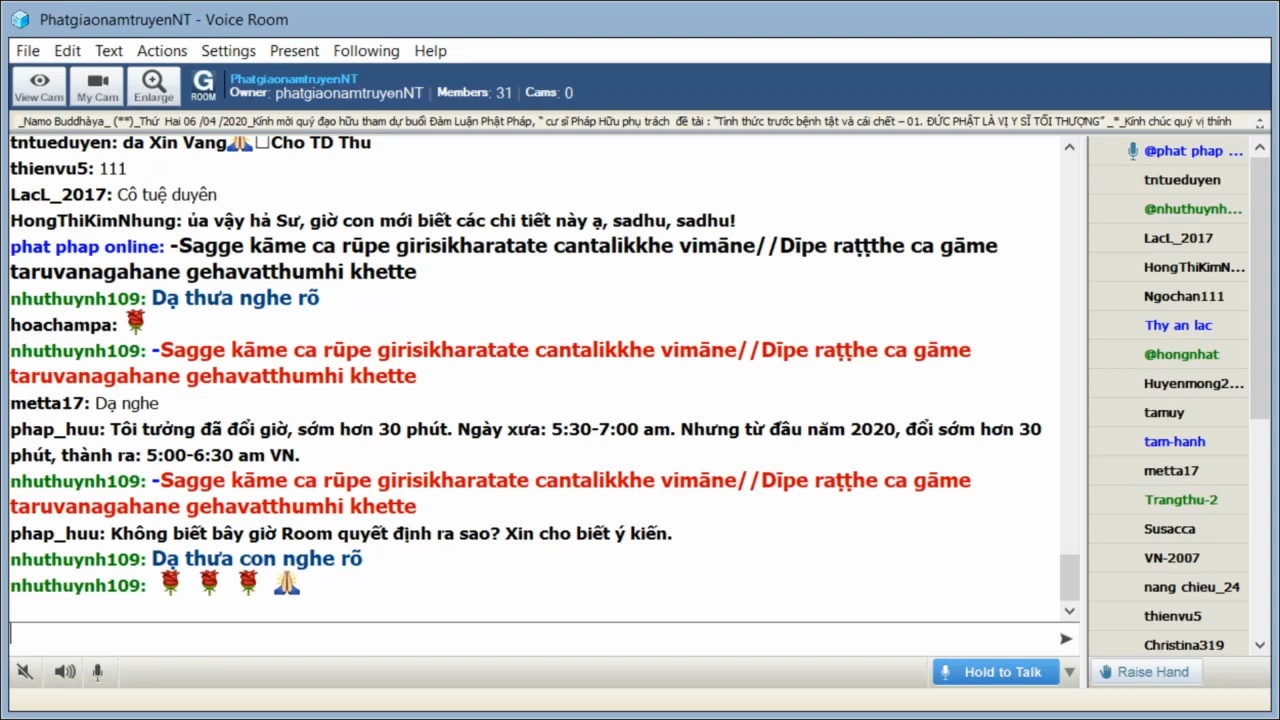 PhatgiaonamtruyenNT - Voice Room
File Edit Text Actions Settings Present Following Help
View Cam My Cam Enlarge G ROOM
PhatgiaonamtruyenNT
Owner: phatgiaonamtruyenNT | Members: 31 | Cams: 0
_Namo Buddhàya_ (**)_Thứ Hai 06 /04 /2020_Kính mời quý đạo hữu tham dự buổi Đàm Luận Phật Pháp, “ cư sĩ Pháp Hữu phụ trách đề tài : “Tỉnh thức trước bệnh tật và cái chết – 01. ĐỨC PHẬT LÀ VỊ Y SĨ TỐI THƯỢNG” _*_Kính chúc quý vị thính
tntueduyen: da Xin Vang🙏□Cho TD Thu
thienvu5: 111
LacL_2017: Cô tuệ duyên
HongThiKimNhung: ủa vậy hả Sư, giờ con mới biết các chi tiết này ạ, sadhu, sadhu!
phat phap online: -Sagge kāme ca rūpe girisikharatate cantalikkhe vimāne//Dīpe raṭṭhe ca gāme
taruvanagahane gehavatthumhi khette
nhuthuynh109: Dạ thưa nghe rõ
hoachampa: 🌹
nhuthuynh109: -Sagge kāme ca rūpe girisikharatate cantalikkhe vimāne//Dīpe raṭṭhe ca gāme
taruvanagahane gehavatthumhi khette
metta17: Dạ nghe
phap_huu: Tôi tưởng đã đổi giờ, sớm hơn 30 phút. Ngày xưa: 5:30-7:00 am. Nhưng từ đầu năm 2020, đổi sớm hơn 30
phút, thành ra: 5:00-6:30 am VN.
nhuthuynh109: -Sagge kāme ca rūpe girisikharatate cantalikkhe vimāne//Dīpe raṭṭhe ca gāme
taruvanagahane gehavatthumhi khette
phap_huu: Không biết bây giờ Room quyết định ra sao? Xin cho biết ý kiến.
nhuthuynh109: Dạ thưa con nghe rõ
nhuthuynh109: 🌹 🌹 🌹 🙏
@phat phap ...
tntueduyen
@nhuthuynh...
LacL_2017
HongThiKimN...
Ngochan111
Thy an lac
@hongnhat
Huyenmong2...
tamuy
tam-hanh
metta17
Trangthu-2
Susacca
VN-2007
nang chieu_24
thienvu5
Christina319
Hold to Talk
Raise Hand